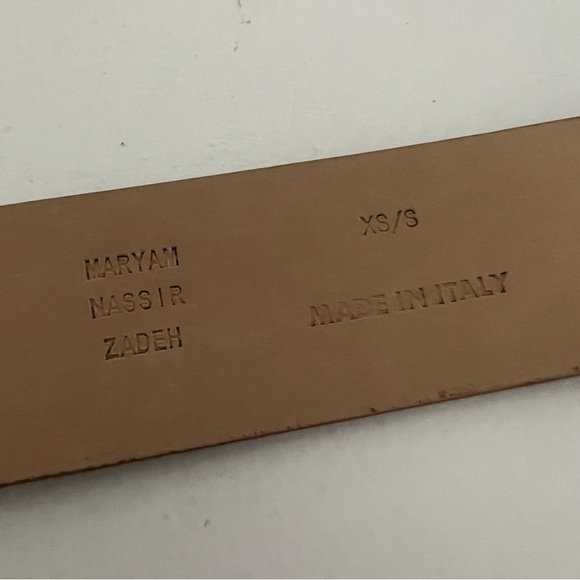 MARYAM
NASSIR
ZADEH
XS/S
MADE IN ITALY